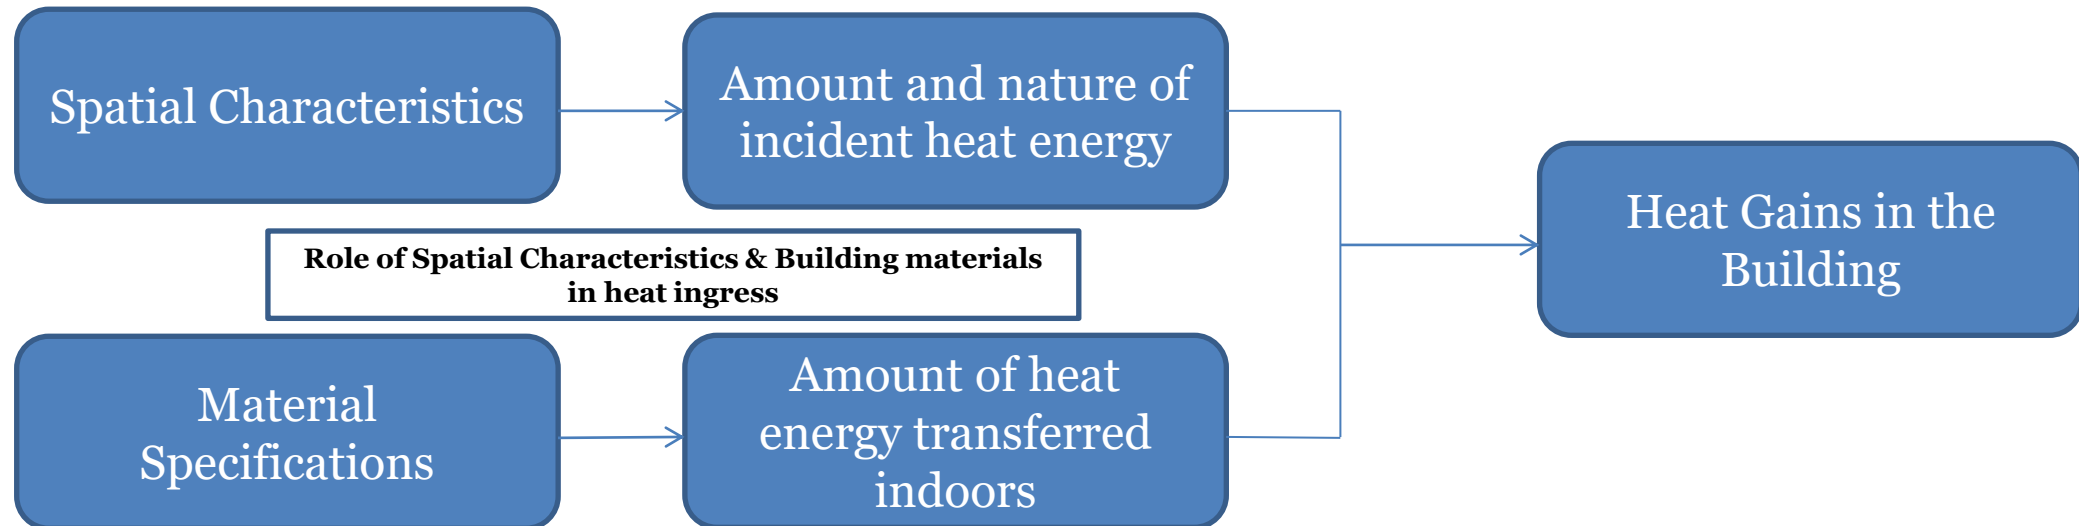 Spatial Characteristics
Amount and nature of
incident heat energy
Heat Gains in the
Building
Role of Spatial Characteristics & Building materials
in heat ingress
Material
Specifications
Amount of heat
energy transferred
indoors